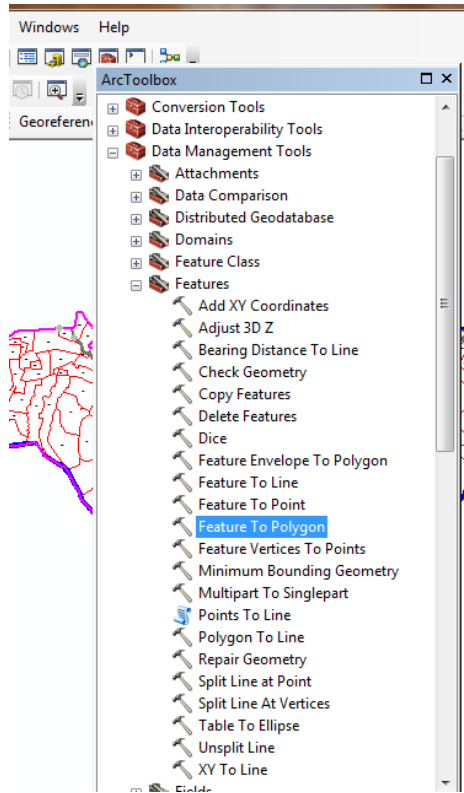 Windows Help
ArcToolbox
Georeferen
Conversion Tools
Data Interoperability Tools
Data Management Tools
Attachments
Data Comparison
Distributed Geodatabase
Domains
Feature Class
Features
Add XY Coordinates
Adjust 3D Z
Bearing Distance To Line
Check Geometry
Copy Features
Delete Features
Dice
Feature Envelope To Polygon
Feature To Line
Feature To Point
Feature To Polygon
Feature Vertices To Points
Minimum Bounding Geometry
Multipart To Singlepart
Points To Line
Polygon To Line
Repair Geometry
Split Line at Point
Split Line At Vertices
Table To Ellipse
Unsplit Line
XY To Line
Fields